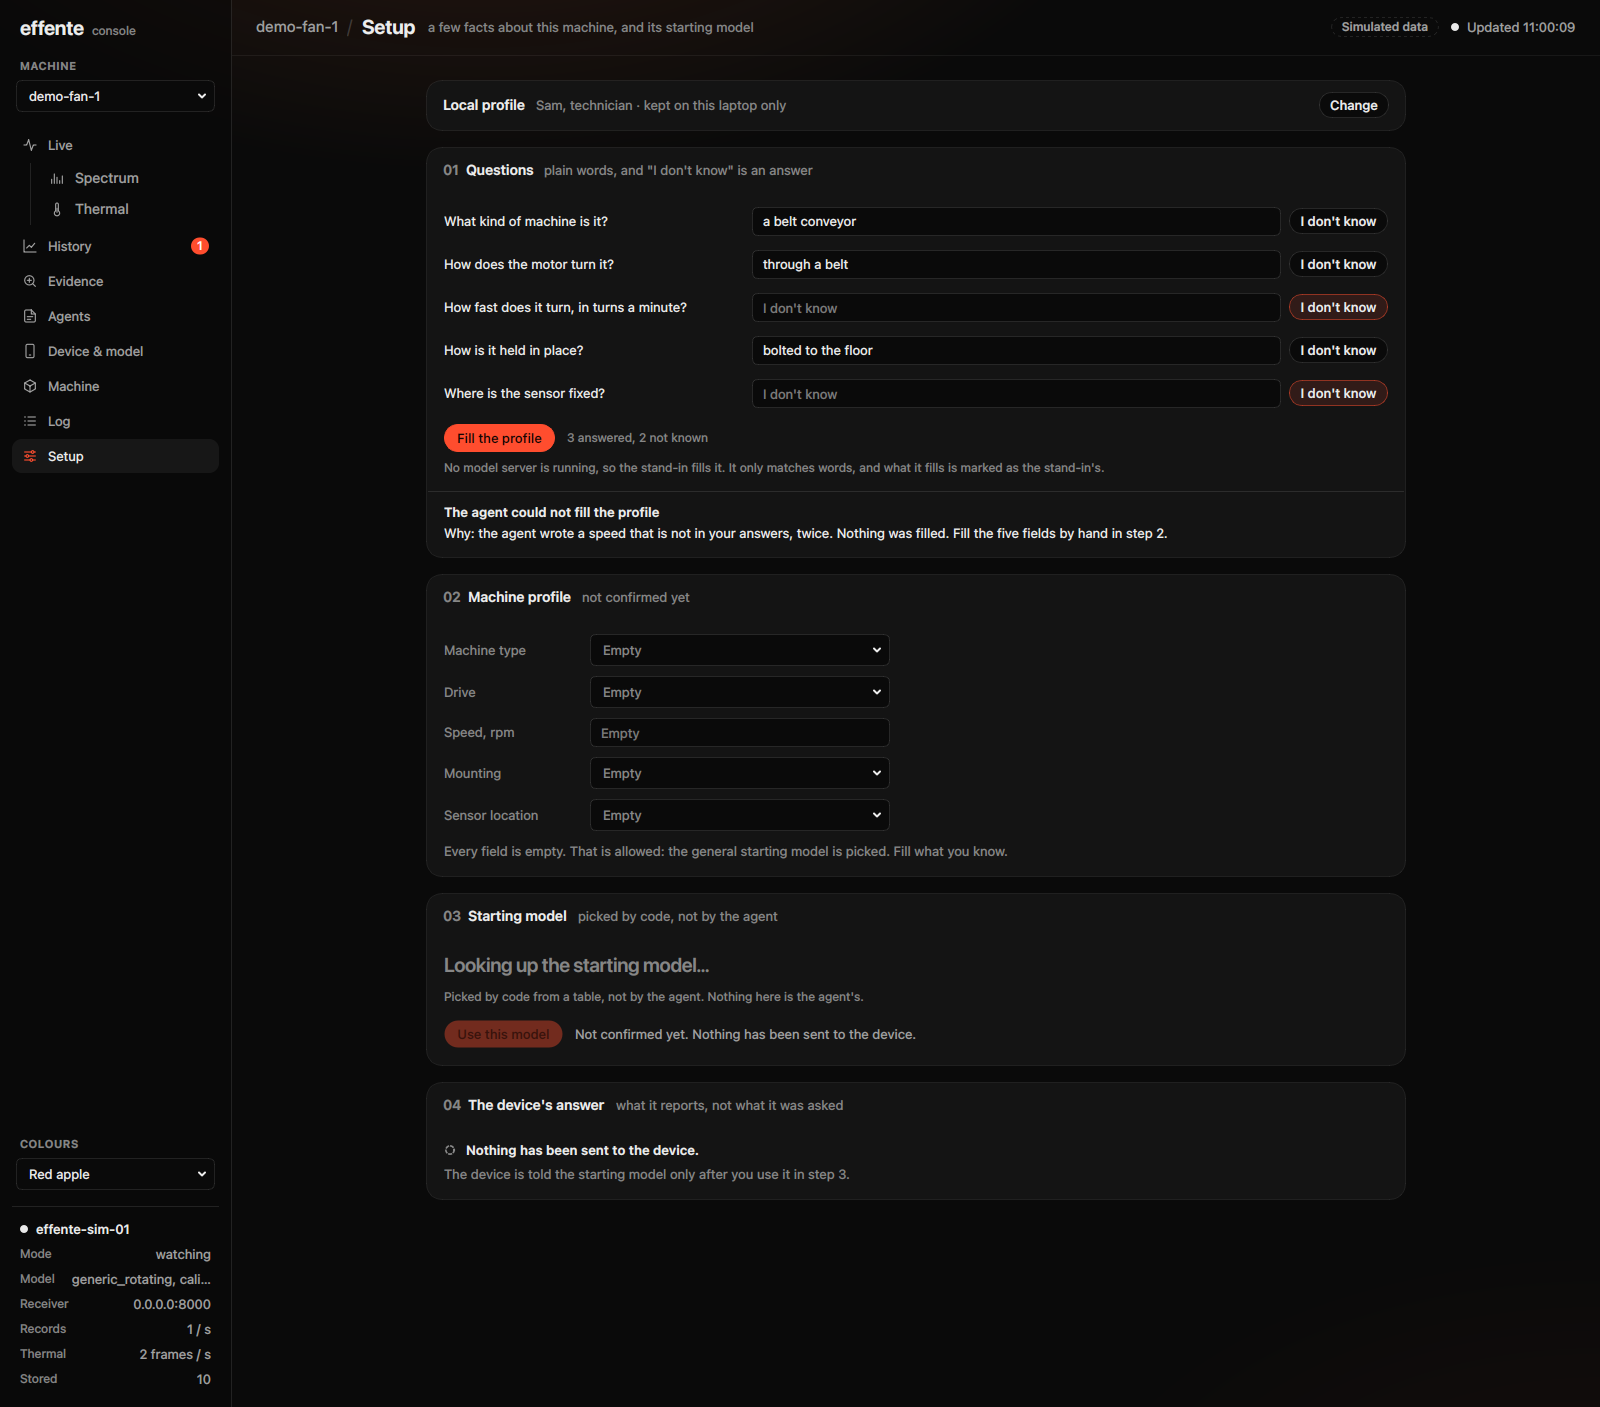 effente console
MACHINE
demo-fan-1
Live
Spectrum
Thermal
History 1
Evidence
Agents
Device & model
Machine
Log
Setup
COLOURS
Red apple
effente-sim-01
Mode watching
Model generic_rotating, cali...
Receiver 0.0.0.0:8000
Records 1 / s
Thermal 2 frames / s
Stored 10
demo-fan-1 / Setup a few facts about this machine, and its starting model
Simulated data Updated 11:00:09
Local profile Sam, technician · kept on this laptop only Change
01 Questions plain words, and "I don't know" is an answer
What kind of machine is it? a belt conveyor I don't know
How does the motor turn it? through a belt I don't know
How fast does it turn, in turns a minute? I don't know I don't know
How is it held in place? bolted to the floor I don't know
Where is the sensor fixed? I don't know I don't know
Fill the profile 3 answered, 2 not known
No model server is running, so the stand-in fills it. It only matches words, and what it fills is marked as the stand-in's.
The agent could not fill the profile
Why: the agent wrote a speed that is not in your answers, twice. Nothing was filled. Fill the five fields by hand in step 2.
02 Machine profile not confirmed yet
Machine type Empty
Drive Empty
Speed, rpm Empty
Mounting Empty
Sensor location Empty
Every field is empty. That is allowed: the general starting model is picked. Fill what you know.
03 Starting model picked by code, not by the agent
Looking up the starting model...
Picked by code from a table, not by the agent. Nothing here is the agent's.
Use this model Not confirmed yet. Nothing has been sent to the device.
04 The device's answer what it reports, not what it was asked
Nothing has been sent to the device.
The device is told the starting model only after you use it in step 3.